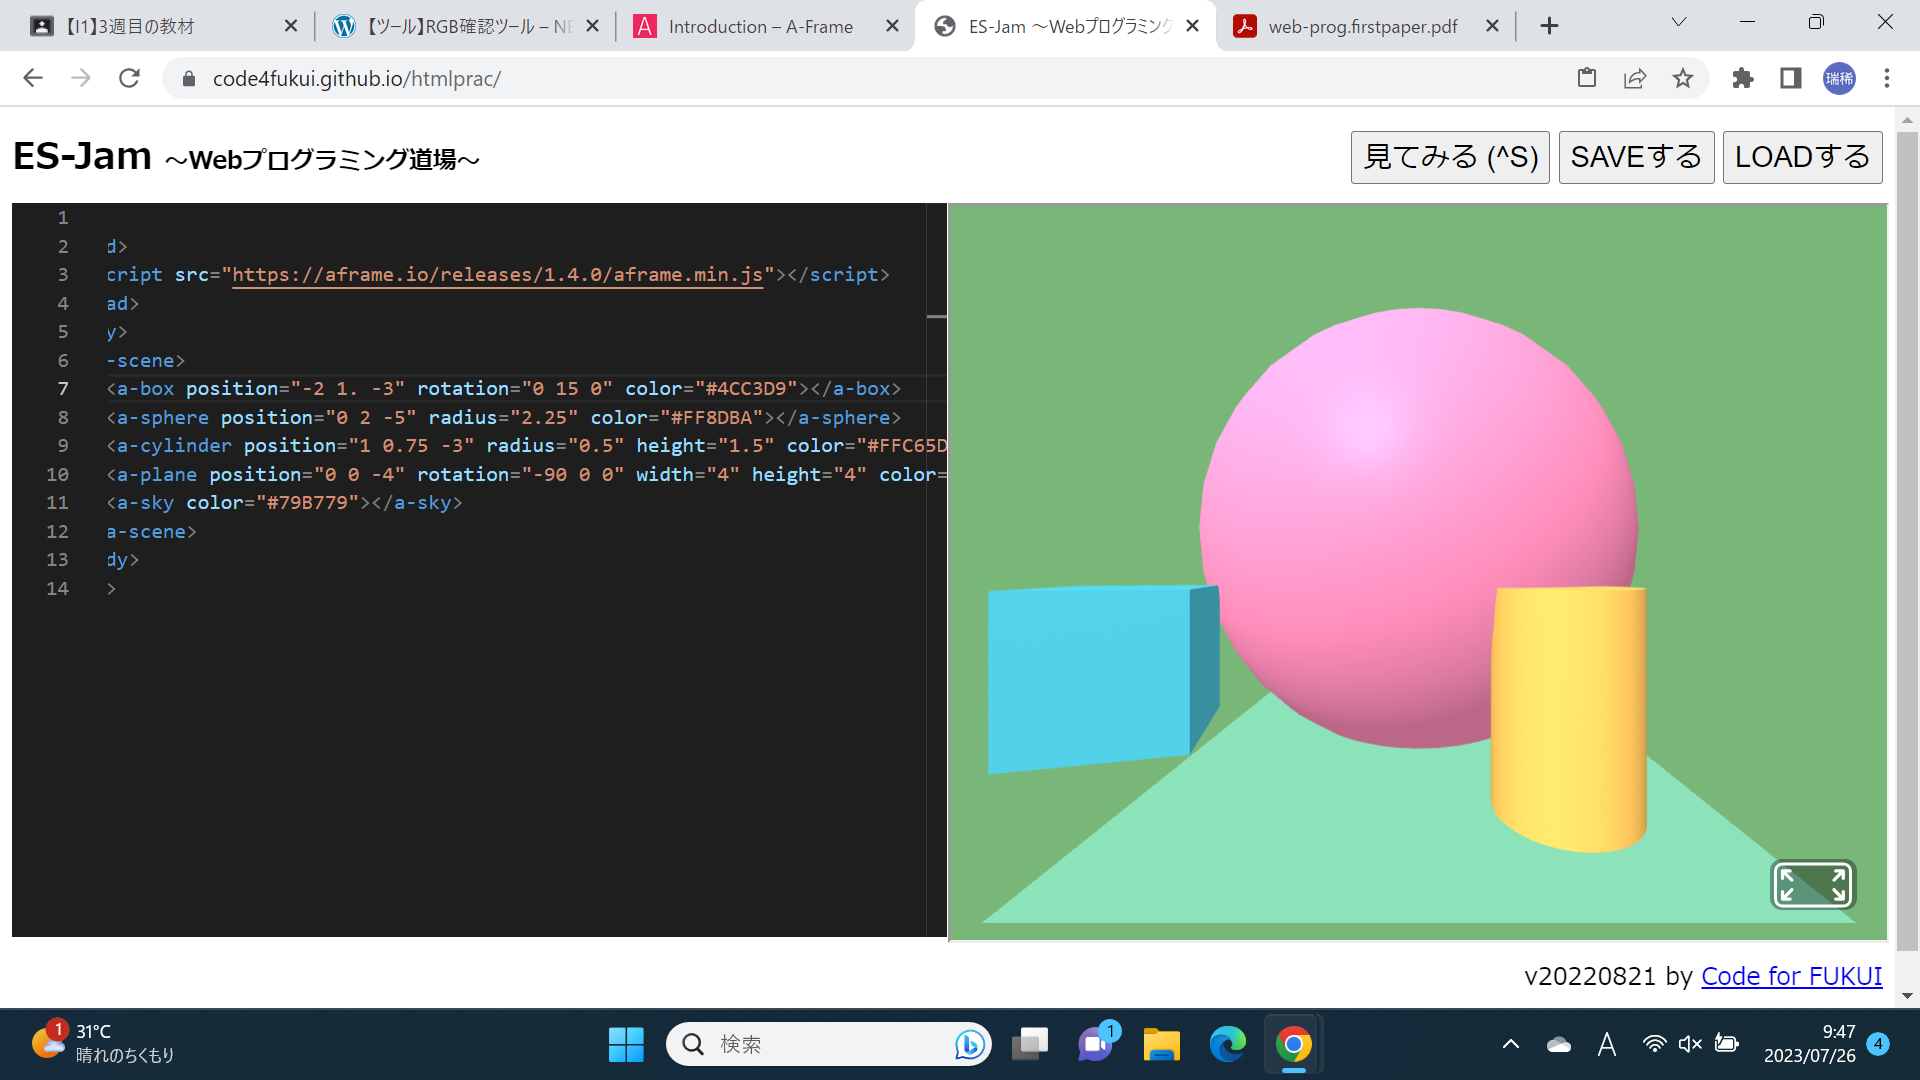 【I1】3週目の教材
【ツール】RGB確認ツール – NE
Introduction – A-Frame
ES-Jam ～Webプログラミング
web-prog.firstpaper.pdf
code4fukui.github.io/htmlprac/
瑞稀
ES-Jam ～Webプログラミング道場～
見てみる (^S)
SAVEする
LOADする
1
2 d>
3 cript src="https://aframe.io/releases/1.4.0/aframe.min.js"></script>
4 ad>
5 y>
6 -scene>
7 <a-box position="-2 1. -3" rotation="0 15 0" color="#4CC3D9"></a-box>
8 <a-sphere position="0 2 -5" radius="2.25" color="#FF8DBA"></a-sphere>
9 <a-cylinder position="1 0.75 -3" radius="0.5" height="1.5" color="#FFC65D
10 <a-plane position="0 0 -4" rotation="-90 0 0" width="4" height="4" color=
11 <a-sky color="#79B779"></a-sky>
12 a-scene>
13 dy>
14 >
v20220821 by Code for FUKUI
1
31°C
晴れのちくもり
検索
1
A
9:47
2023/07/26
4